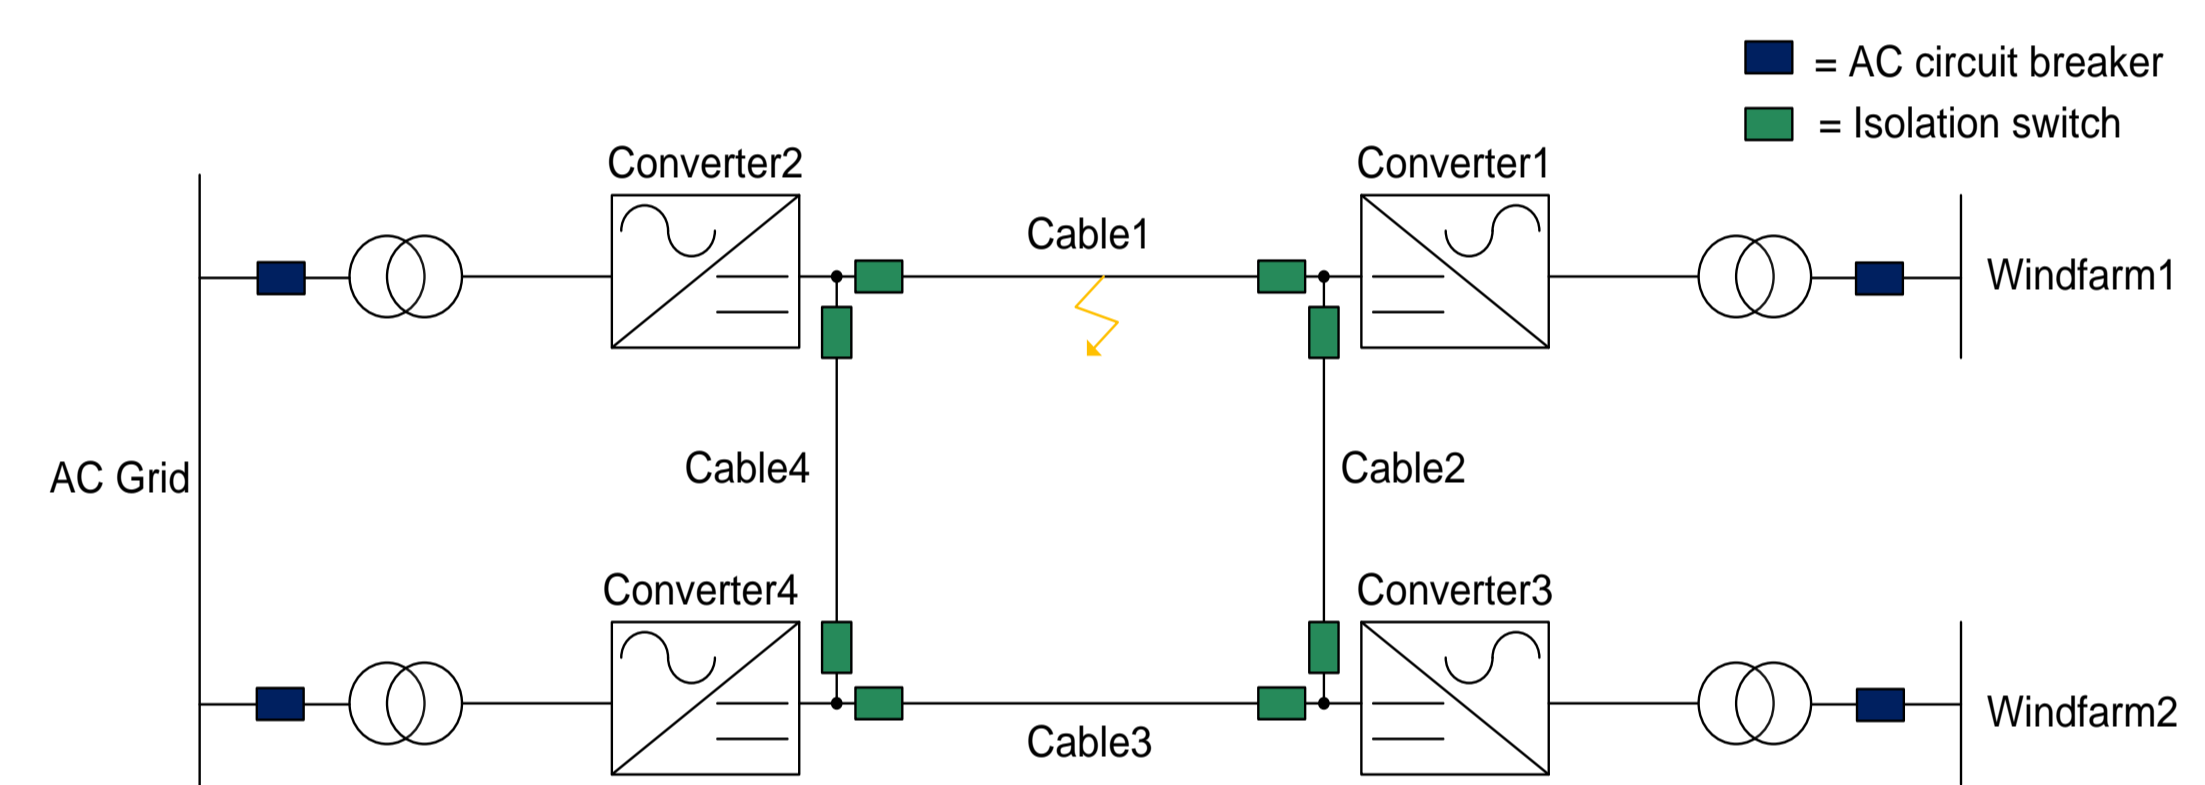 = AC circuit breaker
= Isolation switch
Converter2
Converter1
Cable1
Windfarm1
AC Grid
Cable4
Cable2
Converter4
Converter3
Cable3
Windfarm2